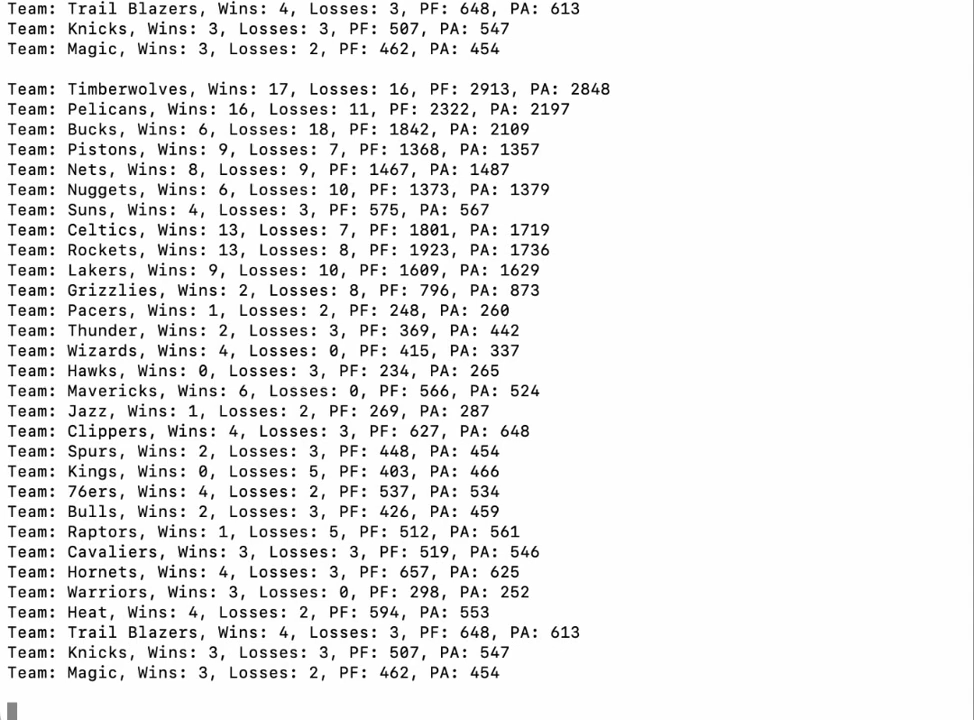 Team: Trail Blazers, Wins: 4, Losses: 3, PF: 648, PA: 613
Team: Knicks, Wins: 3, Losses: 3, PF: 507, PA: 547
Team: Magic, Wins: 3, Losses: 2, PF: 462, PA: 454
Team: Timberwolves, Wins: 17, Losses: 16, PF: 2913, PA: 2848
Team: Pelicans, Wins: 16, Losses: 11, PF: 2322, PA: 2197
Team: Bucks, Wins: 6, Losses: 18, PF: 1842, PA: 2109
Team: Pistons, Wins: 9, Losses: 7, PF: 1368, PA: 1357
Team: Nets, Wins: 8, Losses: 9, PF: 1467, PA: 1487
Team: Nuggets, Wins: 6, Losses: 10, PF: 1373, PA: 1379
Team: Suns, Wins: 4, Losses: 3, PF: 575, PA: 567
Team: Celtics, Wins: 13, Losses: 7, PF: 1801, PA: 1719
Team: Rockets, Wins: 13, Losses: 8, PF: 1923, PA: 1736
Team: Lakers, Wins: 9, Losses: 10, PF: 1609, PA: 1629
Team: Grizzlies, Wins: 2, Losses: 8, PF: 796, PA: 873
Team: Pacers, Wins: 1, Losses: 2, PF: 248, PA: 260
Team: Thunder, Wins: 2, Losses: 3, PF: 369, PA: 442
Team: Wizards, Wins: 4, Losses: 0, PF: 415, PA: 337
Team: Hawks, Wins: 0, Losses: 3, PF: 234, PA: 265
Team: Mavericks, Wins: 6, Losses: 0, PF: 566, PA: 524
Team: Jazz, Wins: 1, Losses: 2, PF: 269, PA: 287
Team: Clippers, Wins: 4, Losses: 3, PF: 627, PA: 648
Team: Spurs, Wins: 2, Losses: 3, PF: 448, PA: 454
Team: Kings, Wins: 0, Losses: 5, PF: 403, PA: 466
Team: 76ers, Wins: 4, Losses: 2, PF: 537, PA: 534
Team: Bulls, Wins: 2, Losses: 3, PF: 426, PA: 459
Team: Raptors, Wins: 1, Losses: 5, PF: 512, PA: 561
Team: Cavaliers, Wins: 3, Losses: 3, PF: 519, PA: 546
Team: Hornets, Wins: 4, Losses: 3, PF: 657, PA: 625
Team: Warriors, Wins: 3, Losses: 0, PF: 298, PA: 252
Team: Heat, Wins: 4, Losses: 2, PF: 594, PA: 553
Team: Trail Blazers, Wins: 4, Losses: 3, PF: 648, PA: 613
Team: Knicks, Wins: 3, Losses: 3, PF: 507, PA: 547
Team: Magic, Wins: 3, Losses: 2, PF: 462, PA: 454